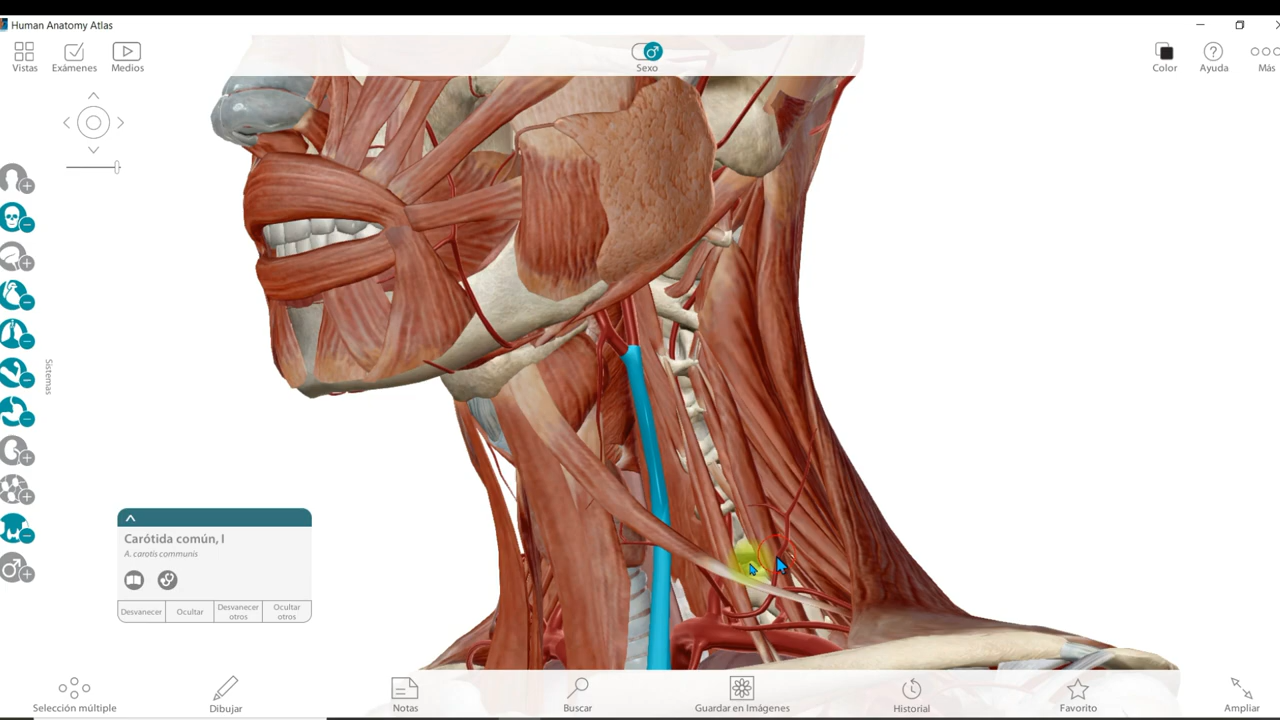 Human Anatomy Atlas
Vistas
Exámenes
Medios
Sexo
Color
Ayuda
Más
Sistemas
Carótida común, I
A. carotis communis
Desvanecer
Ocultar
Desvanecer
otros
Ocultar
otros
Selección múltiple
Dibujar
Notas
Buscar
Guardar en Imágenes
Historial
Favorito
Ampliar